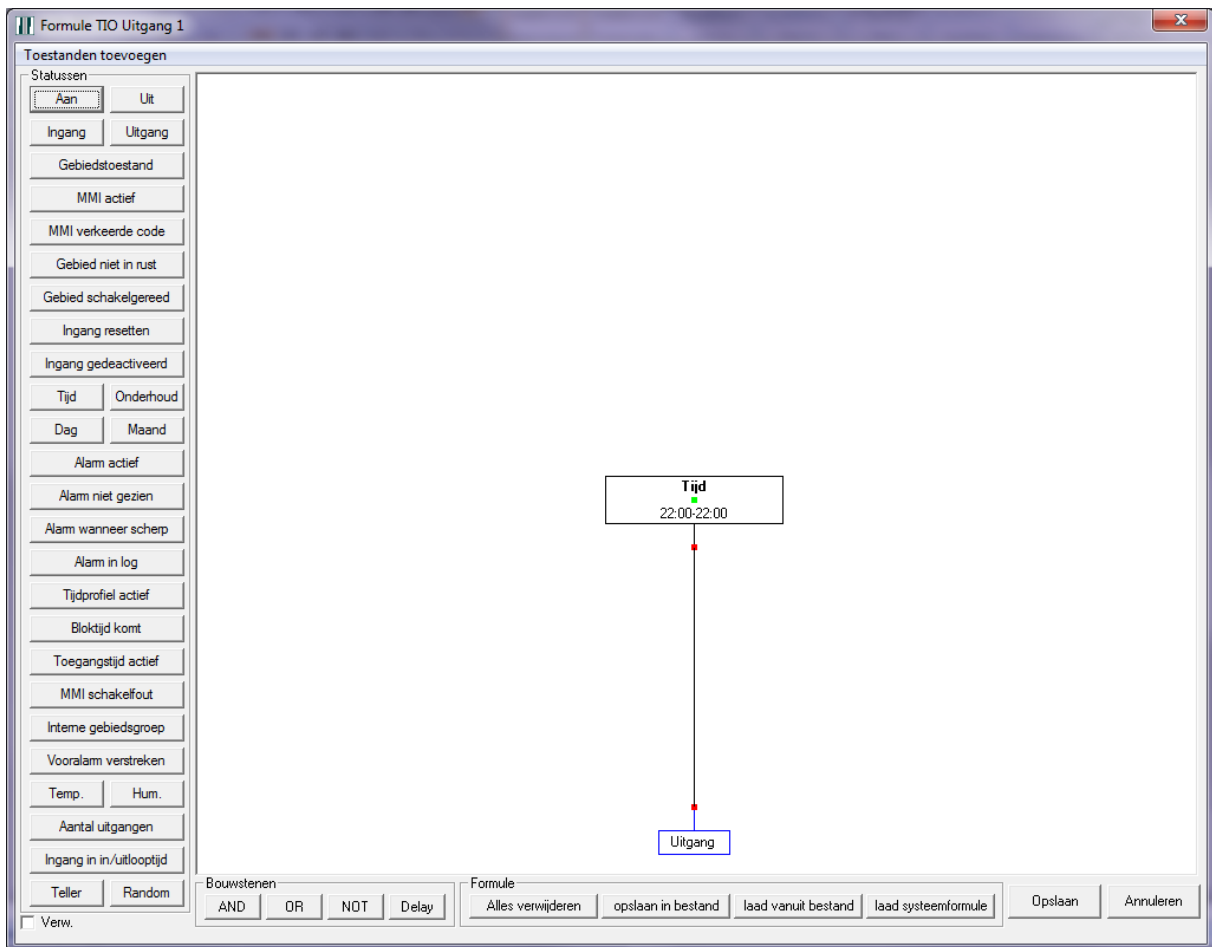 Formule TIO Uitgang 1
Toestanden toevoegen
Statussen
Aan Uit
Ingang Uitgang
Gebiedstoestand
MMI actief
MMI verkeerde code
Gebied niet in rust
Gebied schakelgereed
Ingang resetten
Ingang gedeactiveerd
Tijd Onderhoud
Dag Maand
Alarm actief
Alarm niet gezien
Alarm wanneer scherp
Alarm in log
Tijdprofiel actief
Bloktijd komt
Toegangstijd actief
MMI schakelfout
Interne gebiedsgroep
Vooralarm verstreken
Temp. Hum.
Aantal uitgangen
Ingang in in/uitlooptijd
Teller Random
Verw.
Tijd
22:00-22:00
Uitgang
Bouwstenen
AND OR NOT Delay
Formule
Alles verwijderen opslaan in bestand laad vanuit bestand laad systeemformule
Opslaan Annuleren